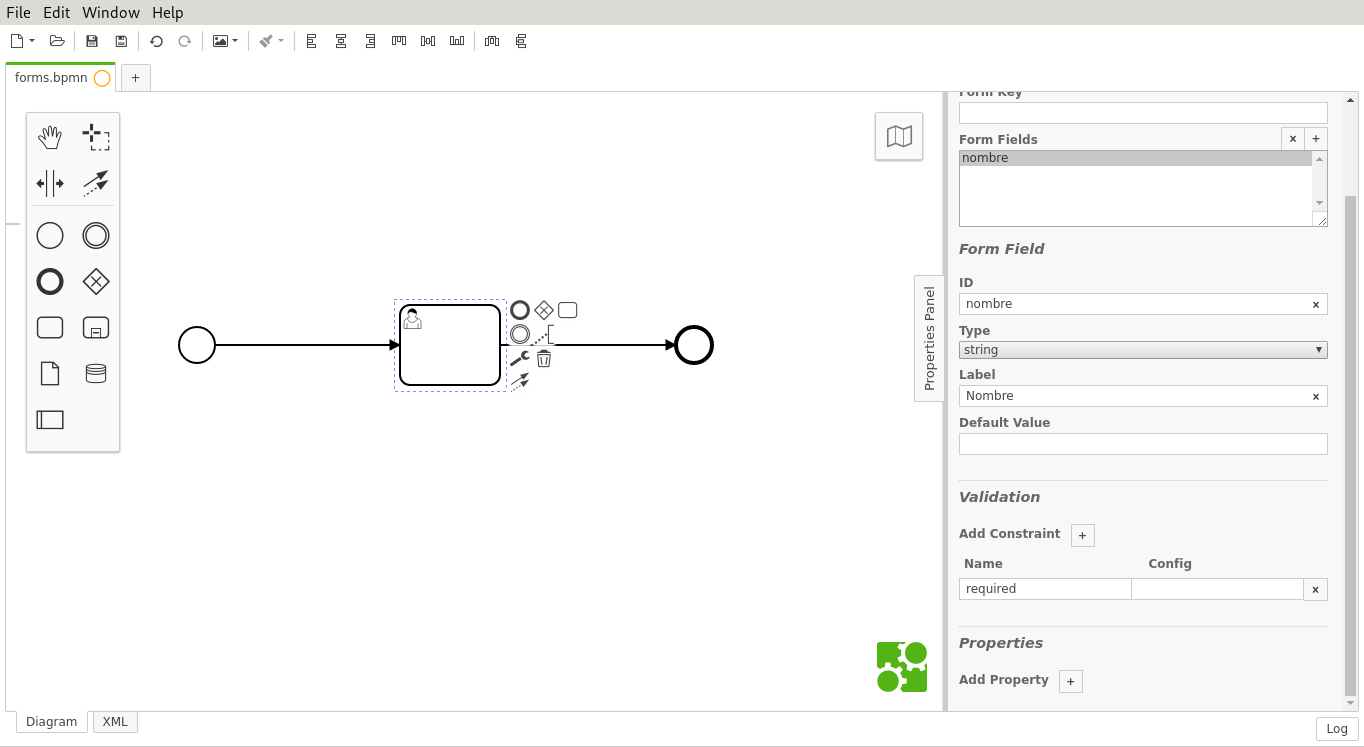 File Edit Window Help
forms.bpmn
+
Form Key
Form Fields
× +
nombre
Form Field
ID
nombre ×
Type
string
Label
Nombre ×
Default Value
Validation
Add Constraint +
Name Config
required ×
Properties
Add Property +
Properties Panel
Diagram XML
Log